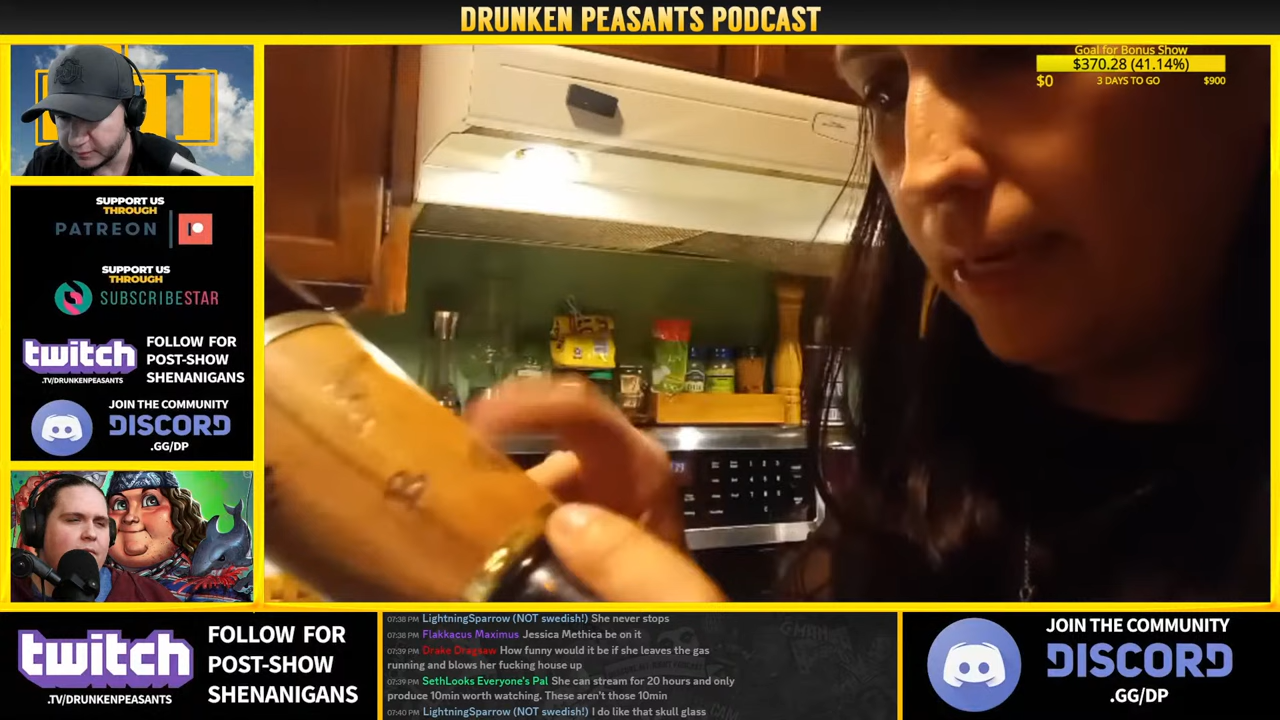 DRUNKEN PEASANTS PODCAST
Goal for Bonus Show
$370.28 (41.14%)
$0
3 DAYS TO GO
$900
SUPPORT US
THROUGH
PATREON
SUPPORT US
THROUGH
SUBSCRIBESTAR
twitch
.TV/DRUNKENPEASANTS
FOLLOW FOR
POST-SHOW
SHENANIGANS
JOIN THE COMMUNITY
DISCORD
.GG/DP
twitch
.TV/DRUNKENPEASANTS
FOLLOW FOR
POST-SHOW
SHENANIGANS
07:38 PM LightningSparrow (NOT swedish!) She never stops
07:38 PM Flakkacus Maximus Jessica Methica be on it
07:39 PM Drake Dragsaw How funny would it be if she leaves the gas
running and blows her fucking house up
07:39 PM SethLooks Everyone's Pal She can stream for 20 hours and only
produce 10min worth watching. These aren't those 10min
07:40 PM LightningSparrow (NOT swedish!) I do like that skull glass
JOIN THE COMMUNITY
DISCORD
.GG/DP